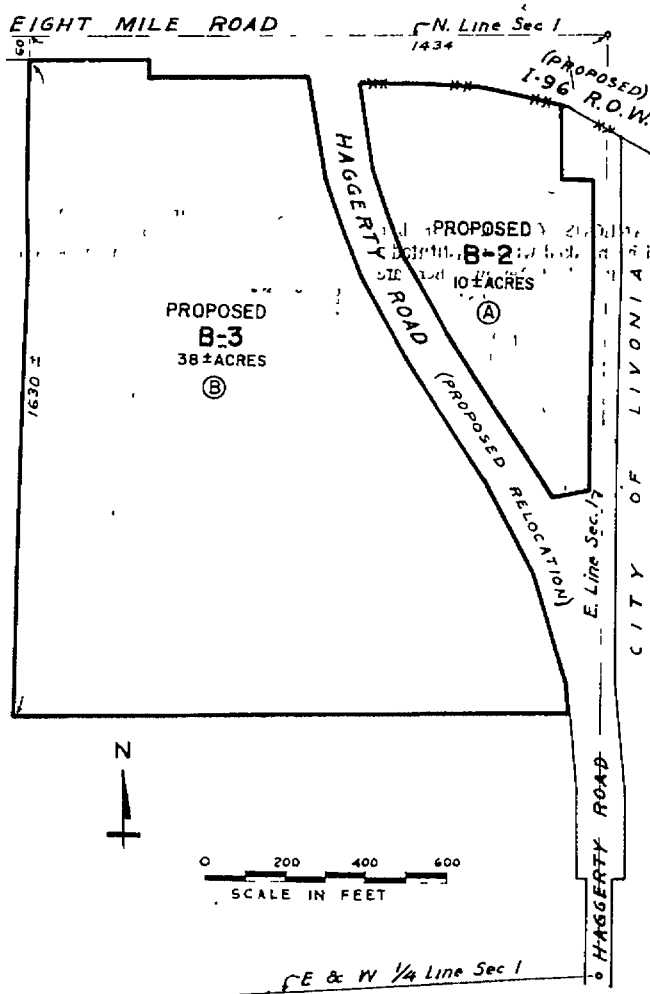 EIGHT MILE ROAD
N. Line Sec 1
1434
60
(PROPOSED)
I-96 R.O.W.
HAGGERTY ROAD (PROPOSED RELOCATION)
PROPOSED
B-2
10 ± ACRES
A
PROPOSED
B-3
38 ± ACRES
B
1630 ±
CITY OF LIVONIA
E. Line Sec. 1
N
0 200 400 600
SCALE IN FEET
HAGGERTY ROAD
E & W 1/4 Line Sec 1